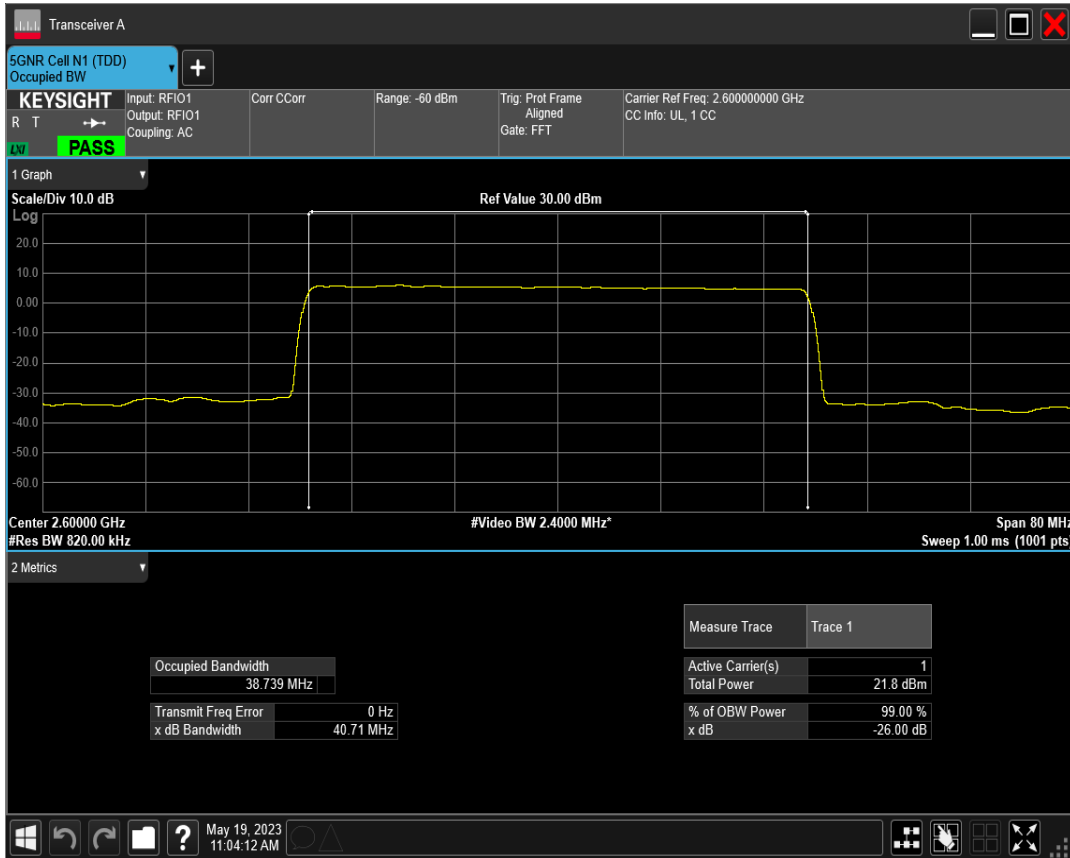 Transceiver A
5GNR Cell N1 (TDD)
Occupied BW
+
KEYSIGHT
R T
LXI
PASS
Input: RFIO1
Output: RFIO1
Coupling: AC
Corr CCorr
Range: -60 dBm
Trig: Prot Frame
Aligned
Gate: FFT
Carrier Ref Freq: 2.600000000 GHz
CC Info: UL, 1 CC
1 Graph
Scale/Div 10.0 dB
Ref Value 30.00 dBm
Log
20.0
10.0
0.00
-10.0
-20.0
-30.0
-40.0
-50.0
-60.0
Center 2.60000 GHz
#Video BW 2.4000 MHz*
Span 80 MHz
#Res BW 820.00 kHz
Sweep 1.00 ms (1001 pts)
2 Metrics
Measure Trace Trace 1
Occupied Bandwidth
38.739 MHz
Active Carrier(s) 1
Total Power 21.8 dBm
Transmit Freq Error 0 Hz
x dB Bandwidth 40.71 MHz
% of OBW Power 99.00 %
x dB -26.00 dB
?
May 19, 2023
11:04:12 AM